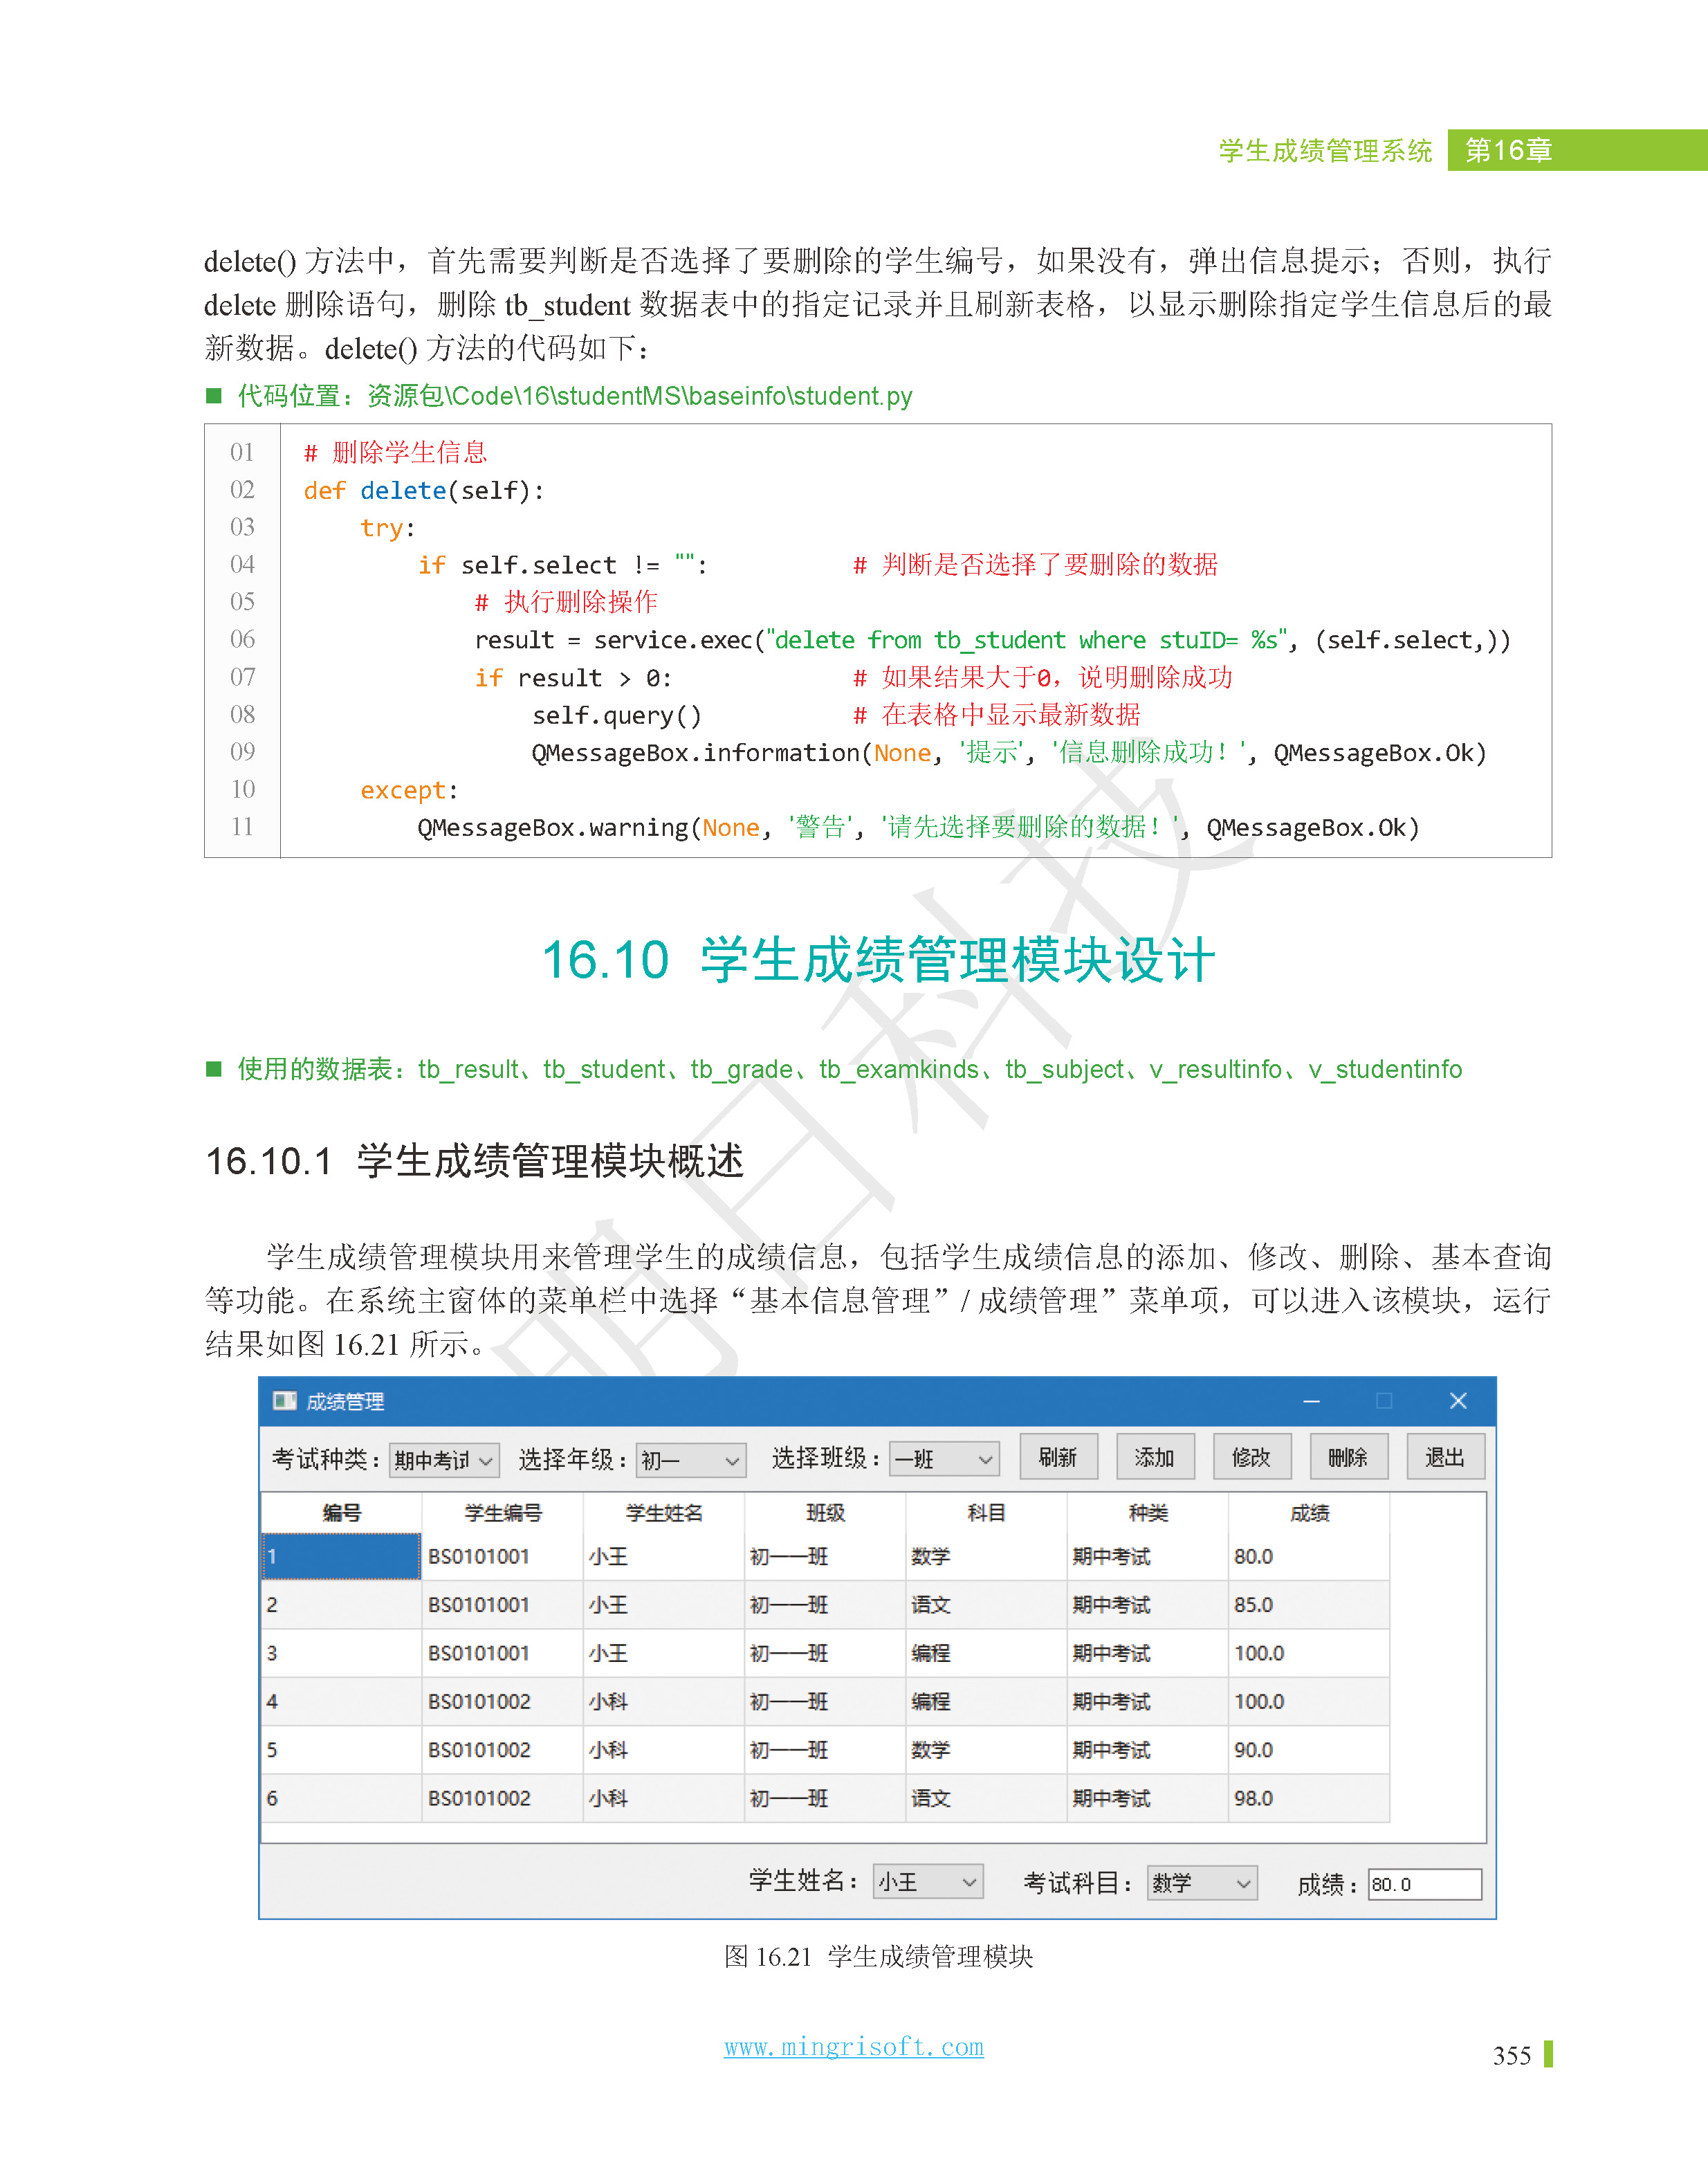 学生成绩管理系统 第16章
delete() 方法中，首先需要判断是否选择了要删除的学生编号，如果没有，弹出信息提示；否则，执行
delete 删除语句，删除 tb_student 数据表中的指定记录并且刷新表格，以显示删除指定学生信息后的最
新数据。delete() 方法的代码如下：
■ 代码位置：资源包\Code\16\studentMS\baseinfo\student.py
01 # 删除学生信息
02 def delete(self):
03     try:
04         if self.select != "":          # 判断是否选择了要删除的数据
05             # 执行删除操作
06             result = service.exec("delete from tb_student where stuID= %s", (self.select,))
07             if result > 0:             # 如果结果大于0，说明删除成功
08                 self.query()           # 在表格中显示最新数据
09                 QMessageBox.information(None, '提示', '信息删除成功！', QMessageBox.Ok)
10     except:
11         QMessageBox.warning(None, '警告', '请先选择要删除的数据！', QMessageBox.Ok)
16.10 学生成绩管理模块设计
■ 使用的数据表：tb_result、tb_student、tb_grade、tb_examkinds、tb_subject、v_resultinfo、v_studentinfo
16.10.1 学生成绩管理模块概述
学生成绩管理模块用来管理学生的成绩信息，包括学生成绩信息的添加、修改、删除、基本查询
等功能。在系统主窗体的菜单栏中选择“基本信息管理”/ 成绩管理”菜单项，可以进入该模块，运行
结果如图 16.21 所示。
成绩管理
考试种类： 期中考试 选择年级： 初一 选择班级： 一班 刷新 添加 修改 删除 退出
编号 学生编号 学生姓名 班级 科目 种类 成绩
1 BS0101001 小王 初一一班 数学 期中考试 80.0
2 BS0101001 小王 初一一班 语文 期中考试 85.0
3 BS0101001 小王 初一一班 编程 期中考试 100.0
4 BS0101002 小科 初一一班 编程 期中考试 100.0
5 BS0101002 小科 初一一班 数学 期中考试 90.0
6 BS0101002 小科 初一一班 语文 期中考试 98.0
学生姓名： 小王 考试科目： 数学 成绩： 80.0
图 16.21 学生成绩管理模块
www.mingrisoft.com
355
明日科技